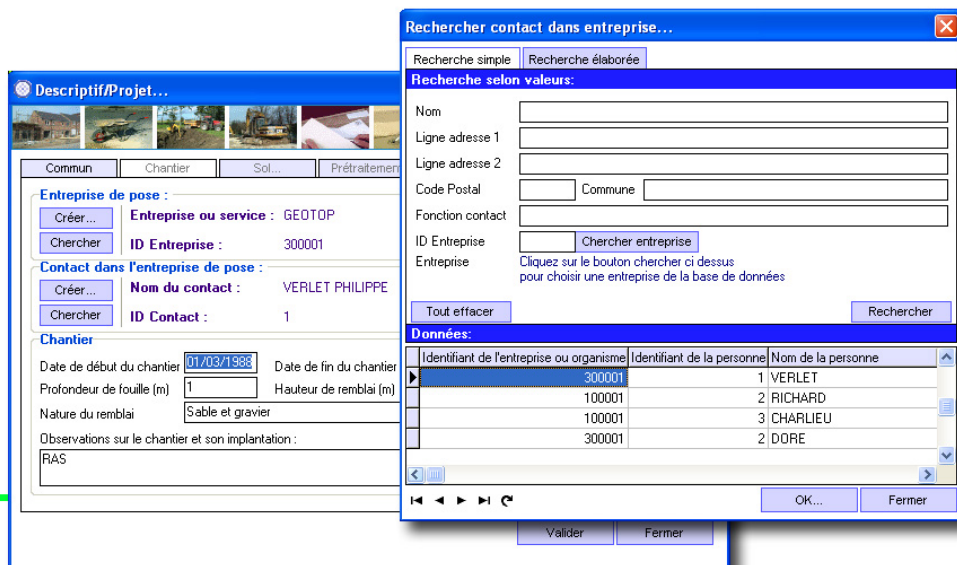 Descriptif/Projet...
Commun
Chantier
Sol...
Prétraitement
Entreprise de pose :
Créer...
Entreprise ou service : GEOTOP
Chercher
ID Entreprise : 300001
Contact dans l'entreprise de pose :
Créer...
Nom du contact : VERLET PHILIPPE
Chercher
ID Contact : 1
Chantier
Date de début du chantier 01/03/1988 Date de fin du chantier
Profondeur de fouille (m) 1 Hauteur de remblai (m)
Nature du remblai Sable et gravier
Observations sur le chantier et son implantation :
RAS
Valider Fermer
Rechercher contact dans entreprise...
Recherche simple Recherche élaborée
Recherche selon valeurs:
Nom
Ligne adresse 1
Ligne adresse 2
Code Postal Commune
Fonction contact
ID Entreprise Chercher entreprise
Entreprise Cliquez sur le bouton chercher ci dessus
pour choisir une entreprise de la base de données
Tout effacer Rechercher
Données:
Identifiant de l'entreprise ou organisme Identifiant de la personne Nom de la personne
300001 1 VERLET
100001 2 RICHARD
100001 3 CHARLIEU
300001 2 DORE
OK... Fermer